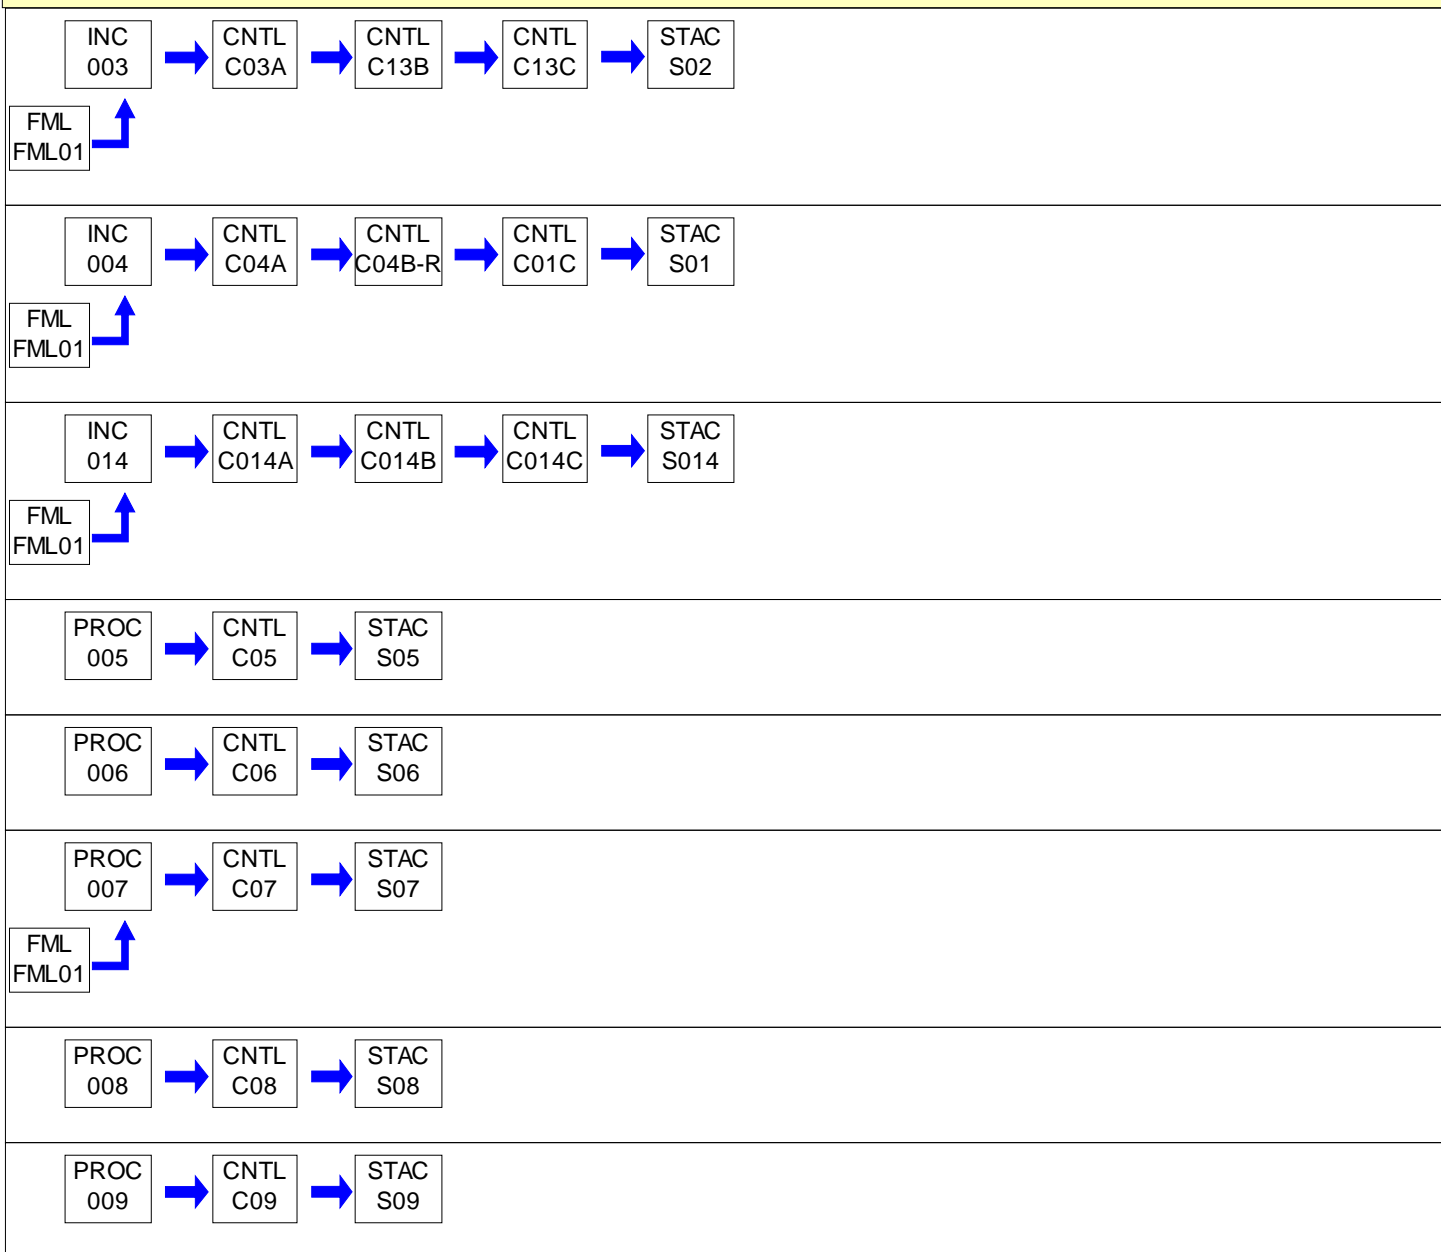 INC
003
CNTL
C03A
CNTL
C13B
CNTL
C13C
STAC
S02
FML
FML01
INC
004
CNTL
C04A
CNTL
C04B-R
CNTL
C01C
STAC
S01
FML
FML01
INC
014
CNTL
C014A
CNTL
C014B
CNTL
C014C
STAC
S014
FML
FML01
PROC
005
CNTL
C05
STAC
S05
PROC
006
CNTL
C06
STAC
S06
PROC
007
CNTL
C07
STAC
S07
FML
FML01
PROC
008
CNTL
C08
STAC
S08
PROC
009
CNTL
C09
STAC
S09